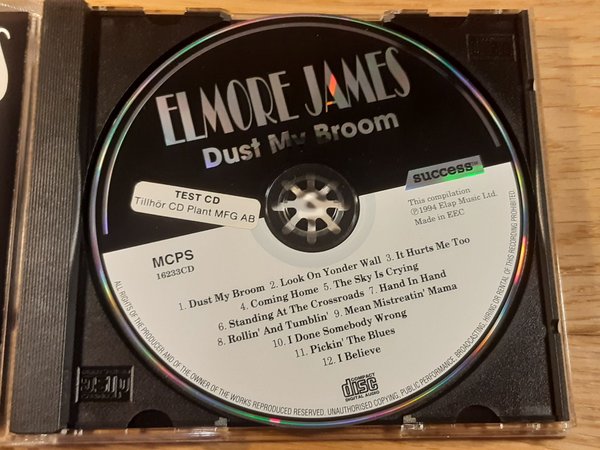 ELMORE JAMES
Dust My Broom
success
TEST CD
Tillhör CD Plant MFG AB
This compilation
℗1994 Elap Music Ltd.
Made in EEC
MCPS
16233CD
1. Dust My Broom 2. Look On Yonder Wall 3. It Hurts Me Too
4. Coming Home 5. The Sky Is Crying
6. Standing At The Crossroads 7. Hand In Hand
8. Rollin' And Tumblin' 9. Mean Mistreatin' Mama
10. I Done Somebody Wrong
11. Pickin' The Blues
12. I Believe
COMPACT
disc
DIGITAL AUDIO
ALL RIGHTS OF THE PRODUCER AND OF THE OWNER OF THE WORKS REPRODUCED RESERVED. UNAUTHORISED COPYING, PUBLIC PERFORMANCE, BROADCASTING, HIRING OR RENTAL OF THIS RECORDING PROHIBITED